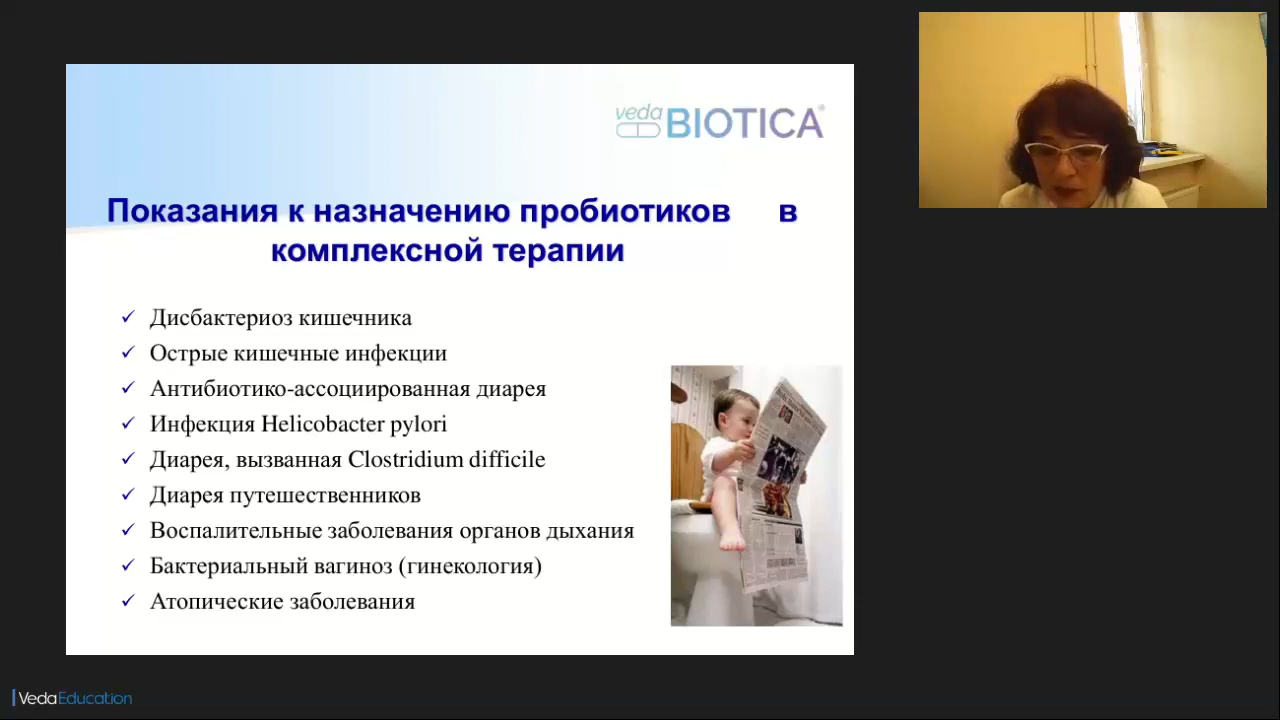 veda
BIOTICA®
Показания к назначению пробиотиков в
комплексной терапии
✓ Дисбактериоз кишечника
✓ Острые кишечные инфекции
✓ Антибиотико-ассоциированная диарея
✓ Инфекция Helicobacter pylori
✓ Диарея, вызванная Clostridium difficile
✓ Диарея путешественников
✓ Воспалительные заболевания органов дыхания
✓ Бактериальный вагиноз (гинекология)
✓ Атопические заболевания
VedaEducation